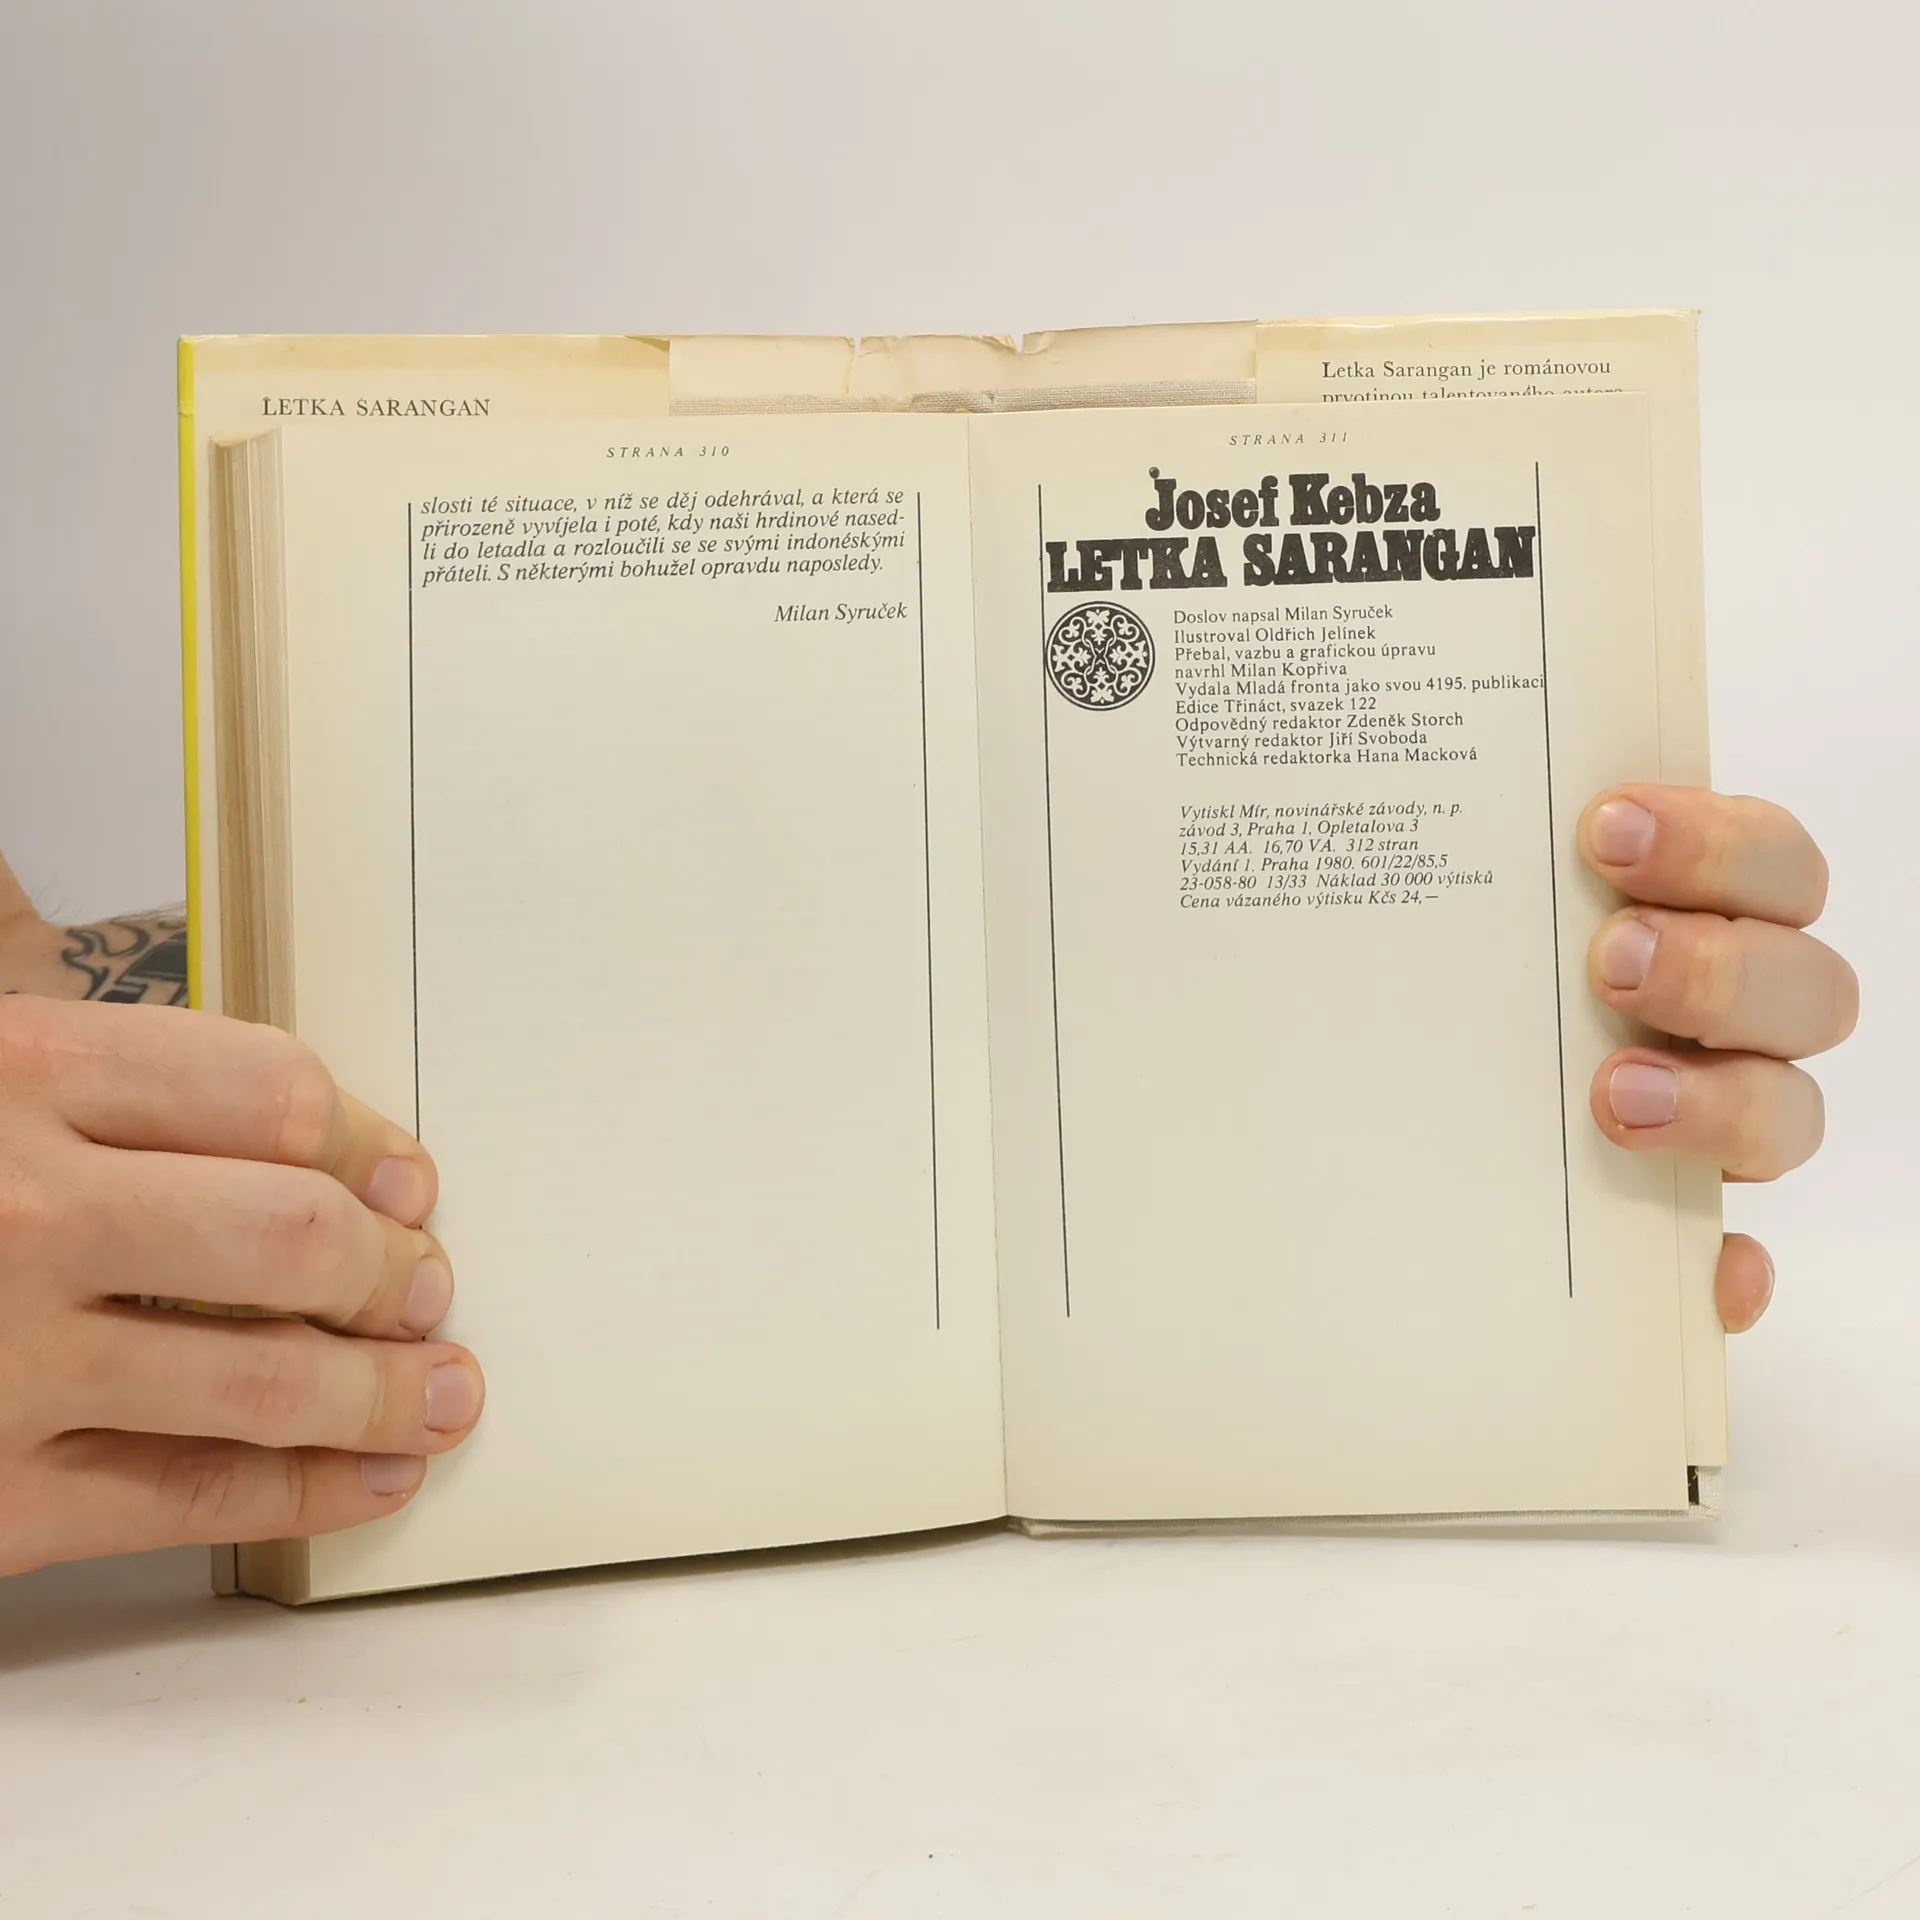 LETKA SARANGAN
Letka Sarangan je románovou
prvotinou talentovaného autora
STRANA 310
slosti té situace, v níž se děj odehrával, a která se
přirozeně vyvíjela i poté, kdy naši hrdinové nased-
li do letadla a rozloučili se se svými indonéskými
přáteli. S některými bohužel opravdu naposledy.
Milan Syruček
STRANA 311
Josef Kebza
LETKA SARANGAN
Doslov napsal Milan Syruček
Ilustroval Oldřich Jelínek
Přebal, vazbu a grafickou úpravu
navrhl Milan Kopřiva
Vydala Mladá fronta jako svou 4195. publikaci
Edice Třináct, svazek 122
Odpovědný redaktor Zdeněk Storch
Výtvarný redaktor Jiří Svoboda
Technická redaktorka Hana Macková
Vytiskl Mír, novinářské závody, n. p.
závod 3, Praha 1, Opletalova 3
15,31 AA. 16,70 VA. 312 stran
Vydání 1. Praha 1980. 601/22/85,5
23-058-80 13/33 Náklad 30 000 výtisků
Cena vázaného výtisku Kčs 24,—